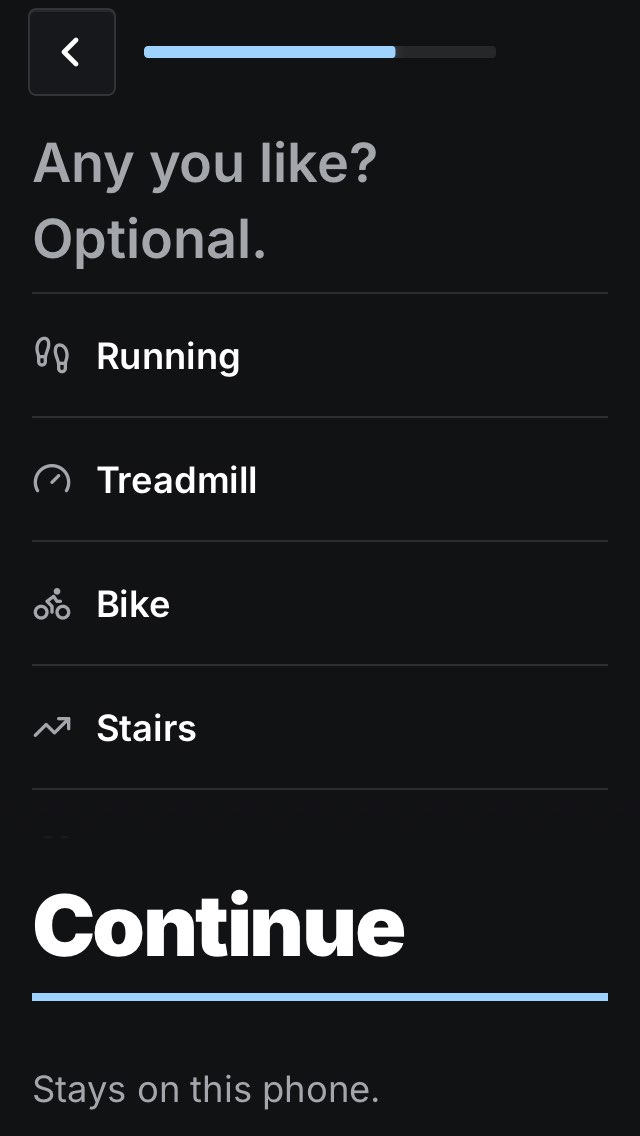 Any you like?
Optional.
Running
Treadmill
Bike
Stairs
Continue
Stays on this phone.